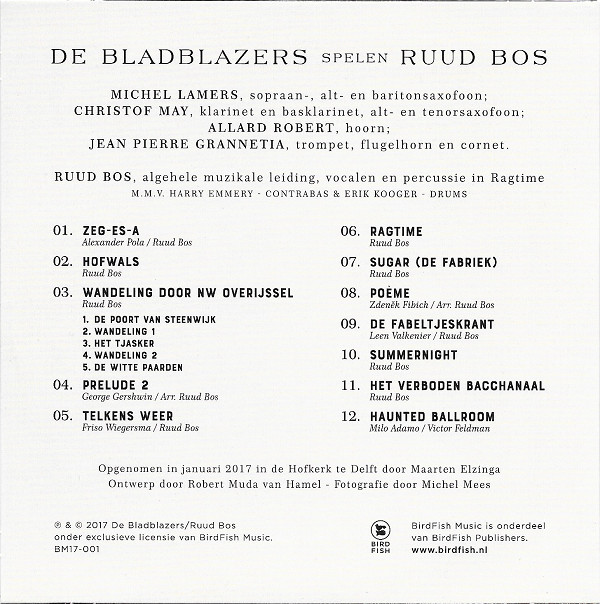 DE BLADBLAZERS SPELEN RUUD BOS
MICHEL LAMERS, sopraan-, alt- en baritonsaxofoon;
CHRISTOF MAY, klarinet en basklarinet, alt- en tenorsaxofoon;
ALLARD ROBERT, hoorn;
JEAN PIERRE GRANNETIA, trompet, flugelhorn en cornet.
RUUD BOS, algehele muzikale leiding, vocalen en percussie in Ragtime
M.M.V. HARRY EMMERY - CONTRABAS & ERIK KOOGER - DRUMS
01. ZEG-ES-A
Alexander Pola / Ruud Bos
02. HOFWALS
Ruud Bos
03. WANDELING DOOR NW OVERIJSSEL
Ruud Bos
1. DE POORT VAN STEENWIJK
2. WANDELING 1
3. HET TJASKER
4. WANDELING 2
5. DE WITTE PAARDEN
04. PRELUDE 2
George Gershwin / Arr. Ruud Bos
05. TELKENS WEER
Friso Wiegersma / Ruud Bos
06. RAGTIME
Ruud Bos
07. SUGAR (DE FABRIEK)
Ruud Bos
08. POÈME
Zdeněk Fibich / Arr. Ruud Bos
09. DE FABELTJESKRANT
Leen Valkenier / Ruud Bos
10. SUMMERNIGHT
Ruud Bos
11. HET VERBODEN BACCHANAAL
Ruud Bos
12. HAUNTED BALLROOM
Milo Adamo / Victor Feldman
Opgenomen in januari 2017 in de Hofkerk te Delft door Maarten Elzinga
Ontwerp door Robert Muda van Hamel - Fotografie door Michel Mees
℗ & © 2017 De Bladblazers/Ruud Bos
onder exclusieve licensie van BirdFish Music.
BM17-001
BIRD
FISH
BirdFish Music is onderdeel
van BirdFish Publishers.
www.birdfish.nl